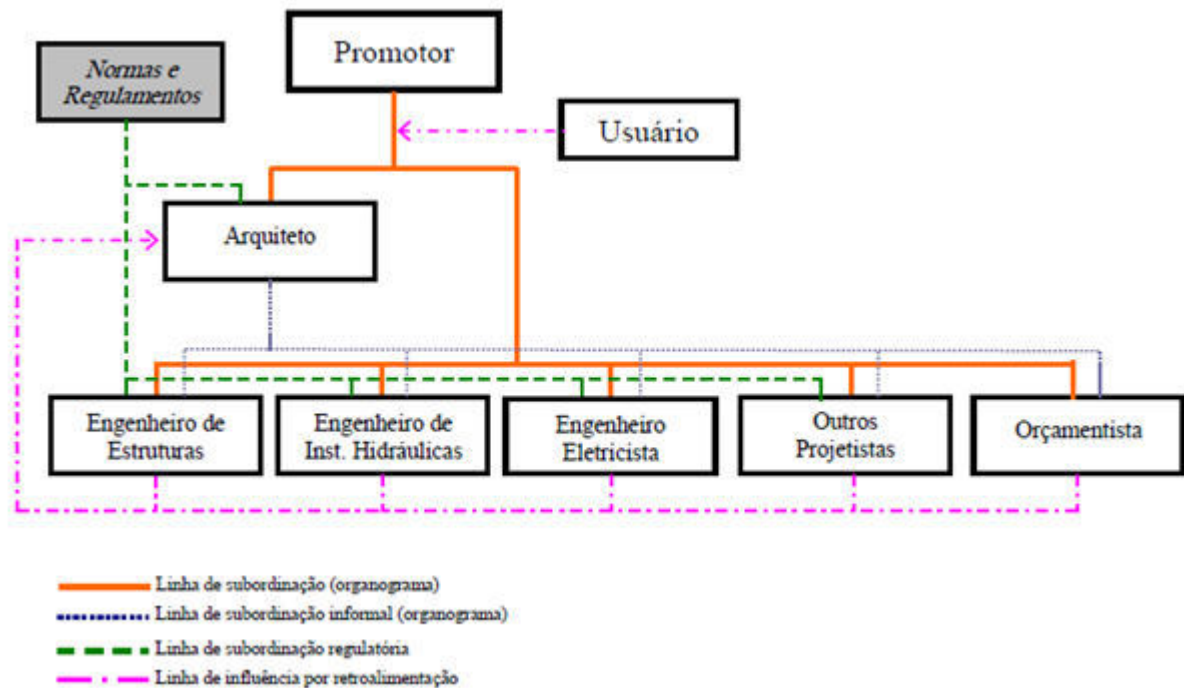 Promotor
Normas e
Regulamentos
Usuário
Arquiteto
Engenheiro de
Estruturas
Engenheiro de
Inst. Hidráulicas
Engenheiro
Eletricista
Outros
Projetistas
Orçamentista
Linha de subordinação (organograma)
Linha de subordinação informal (organograma)
Linha de subordinação regulatória
Linha de influência por retroalimentação